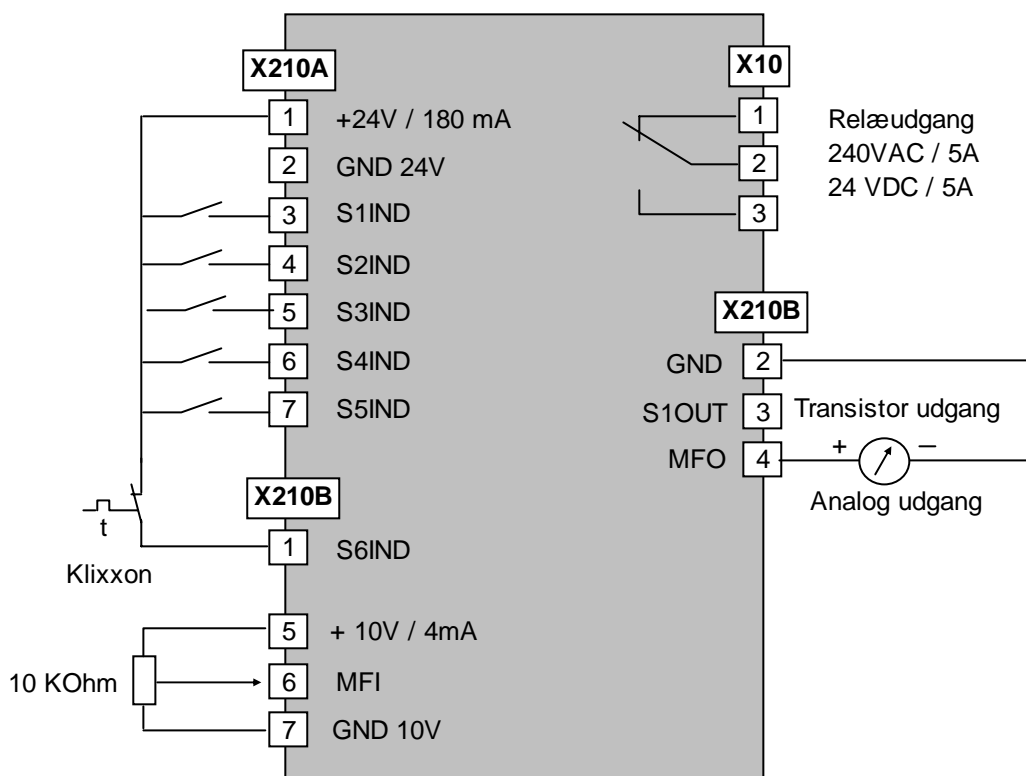 X210A
1 +24V / 180 mA
2 GND 24V
3 S1IND
4 S2IND
5 S3IND
6 S4IND
7 S5IND
X210B
1 S6IND
t
Klixxon
5 + 10V / 4mA
10 KOhm
6 MFI
7 GND 10V
X10
1
2
3
Relæudgang
240VAC / 5A
24 VDC / 5A
X210B
GND 2
S1OUT 3 Transistor udgang
MFO 4 + –
Analog udgang